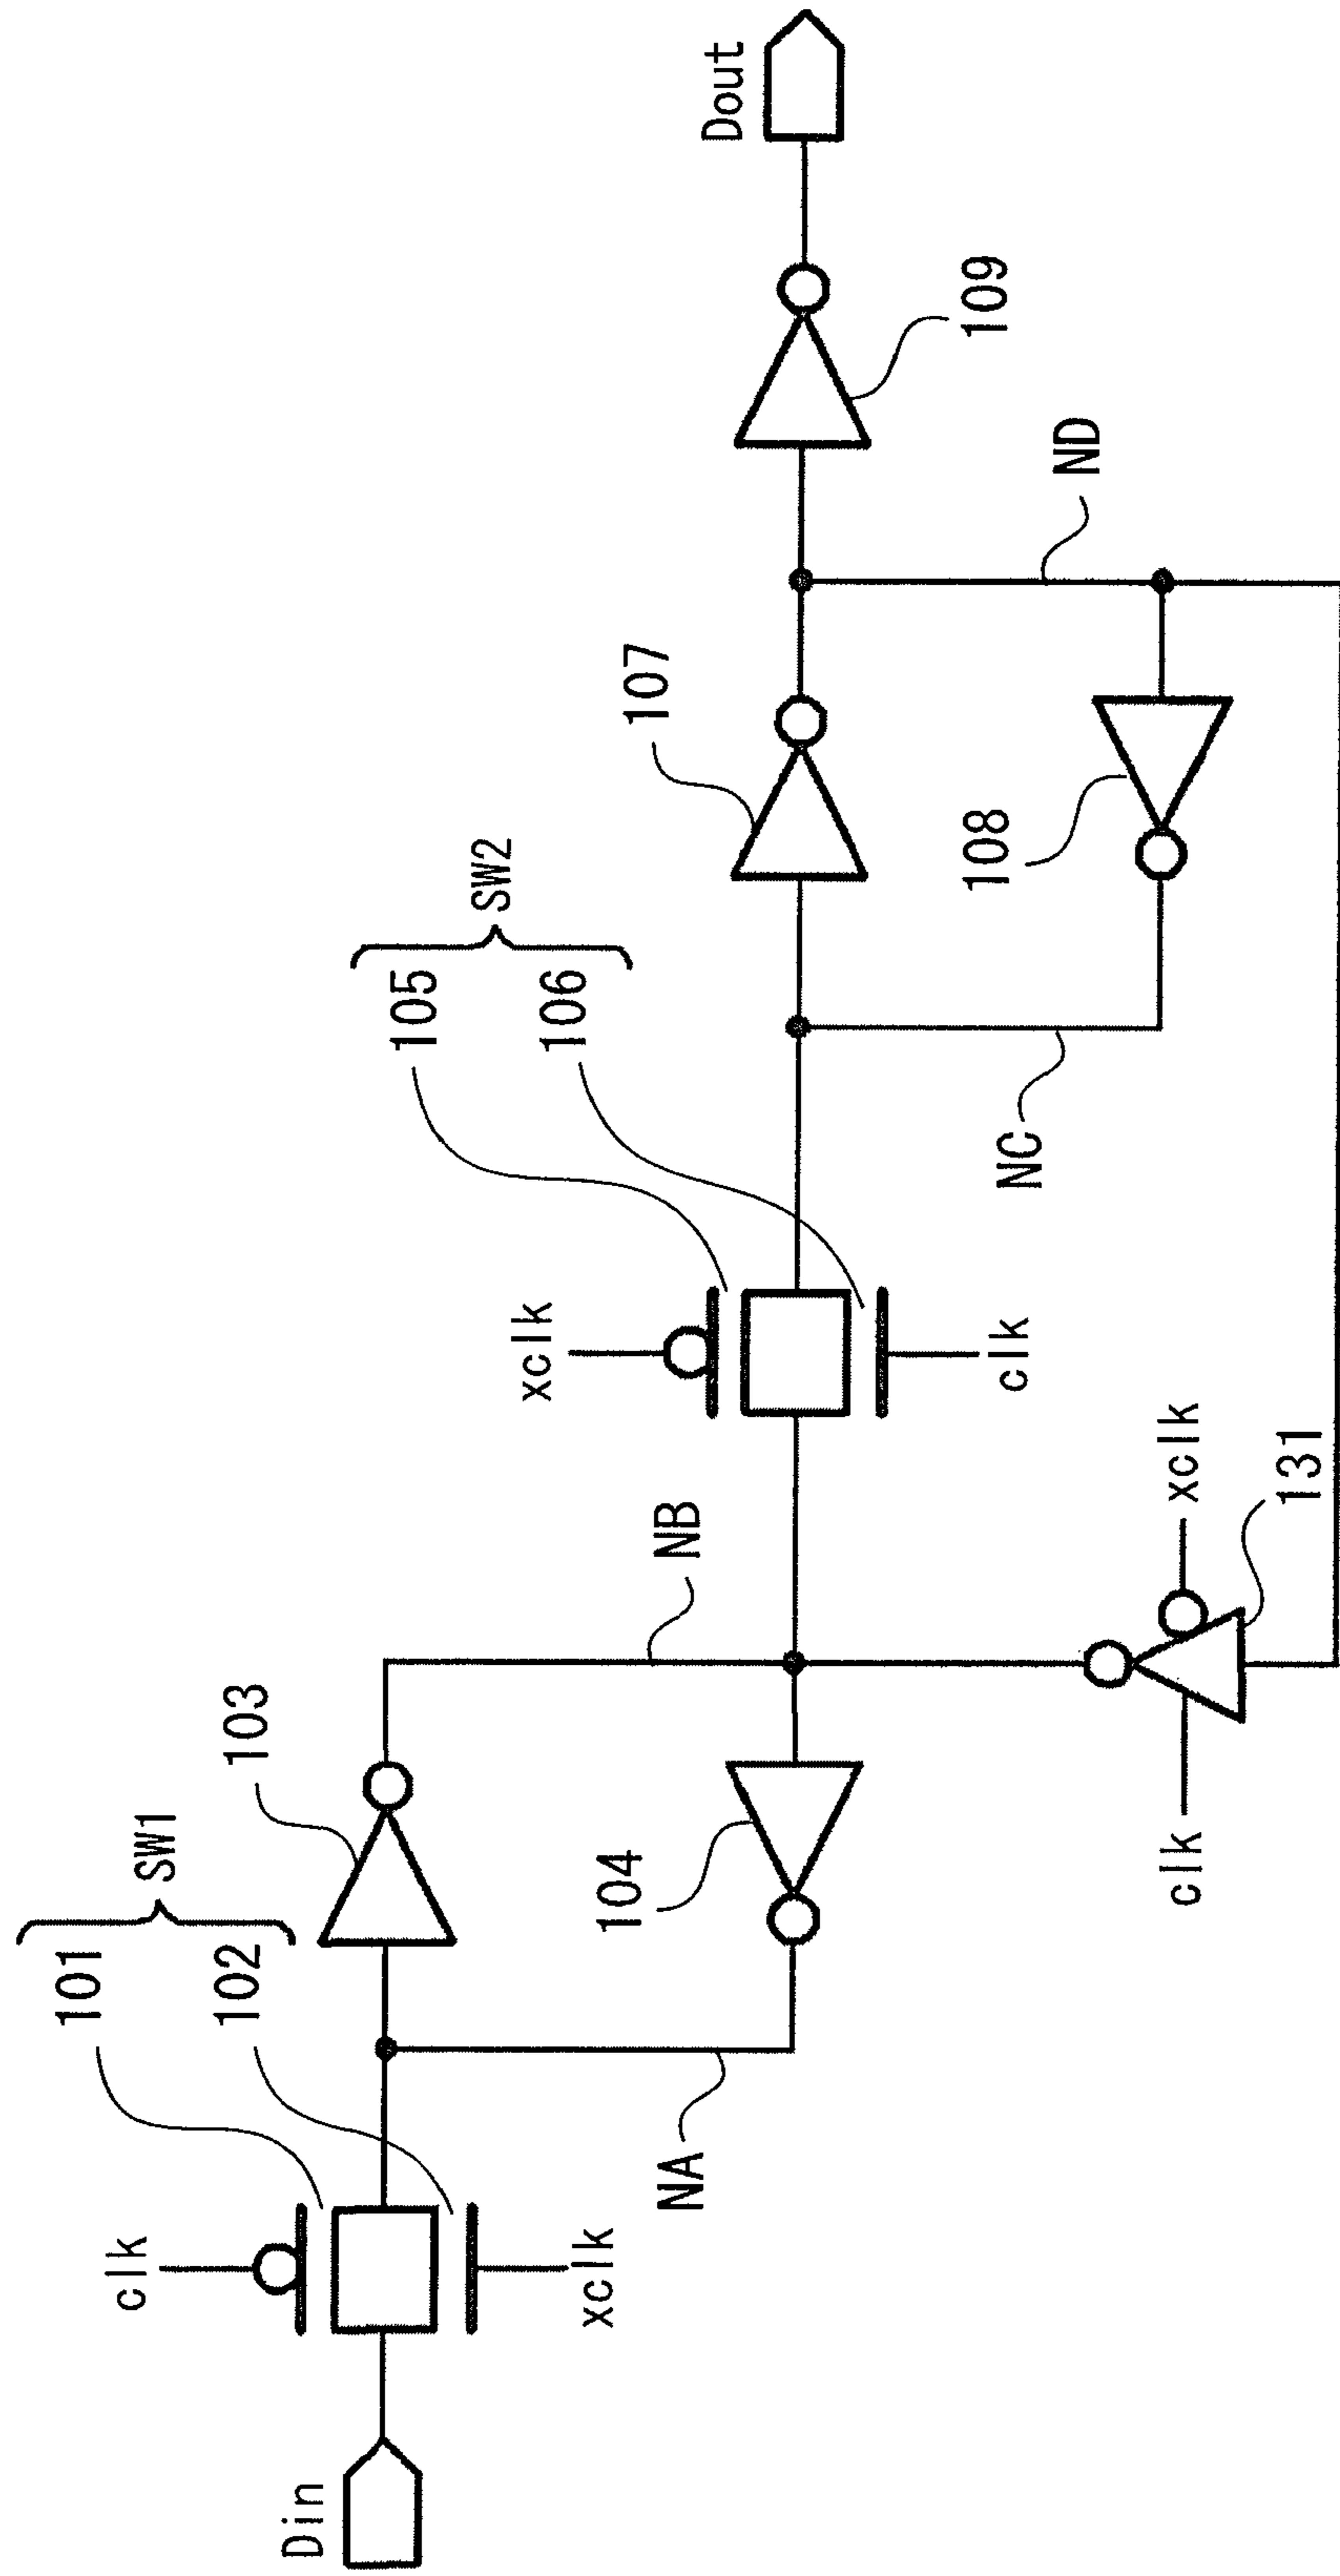 Din
clk
xclk
101
102
SW1
NA
103
104
NB
clk
xclk
131
xclk
clk
105
106
SW2
NC
107
108
ND
109
Dout